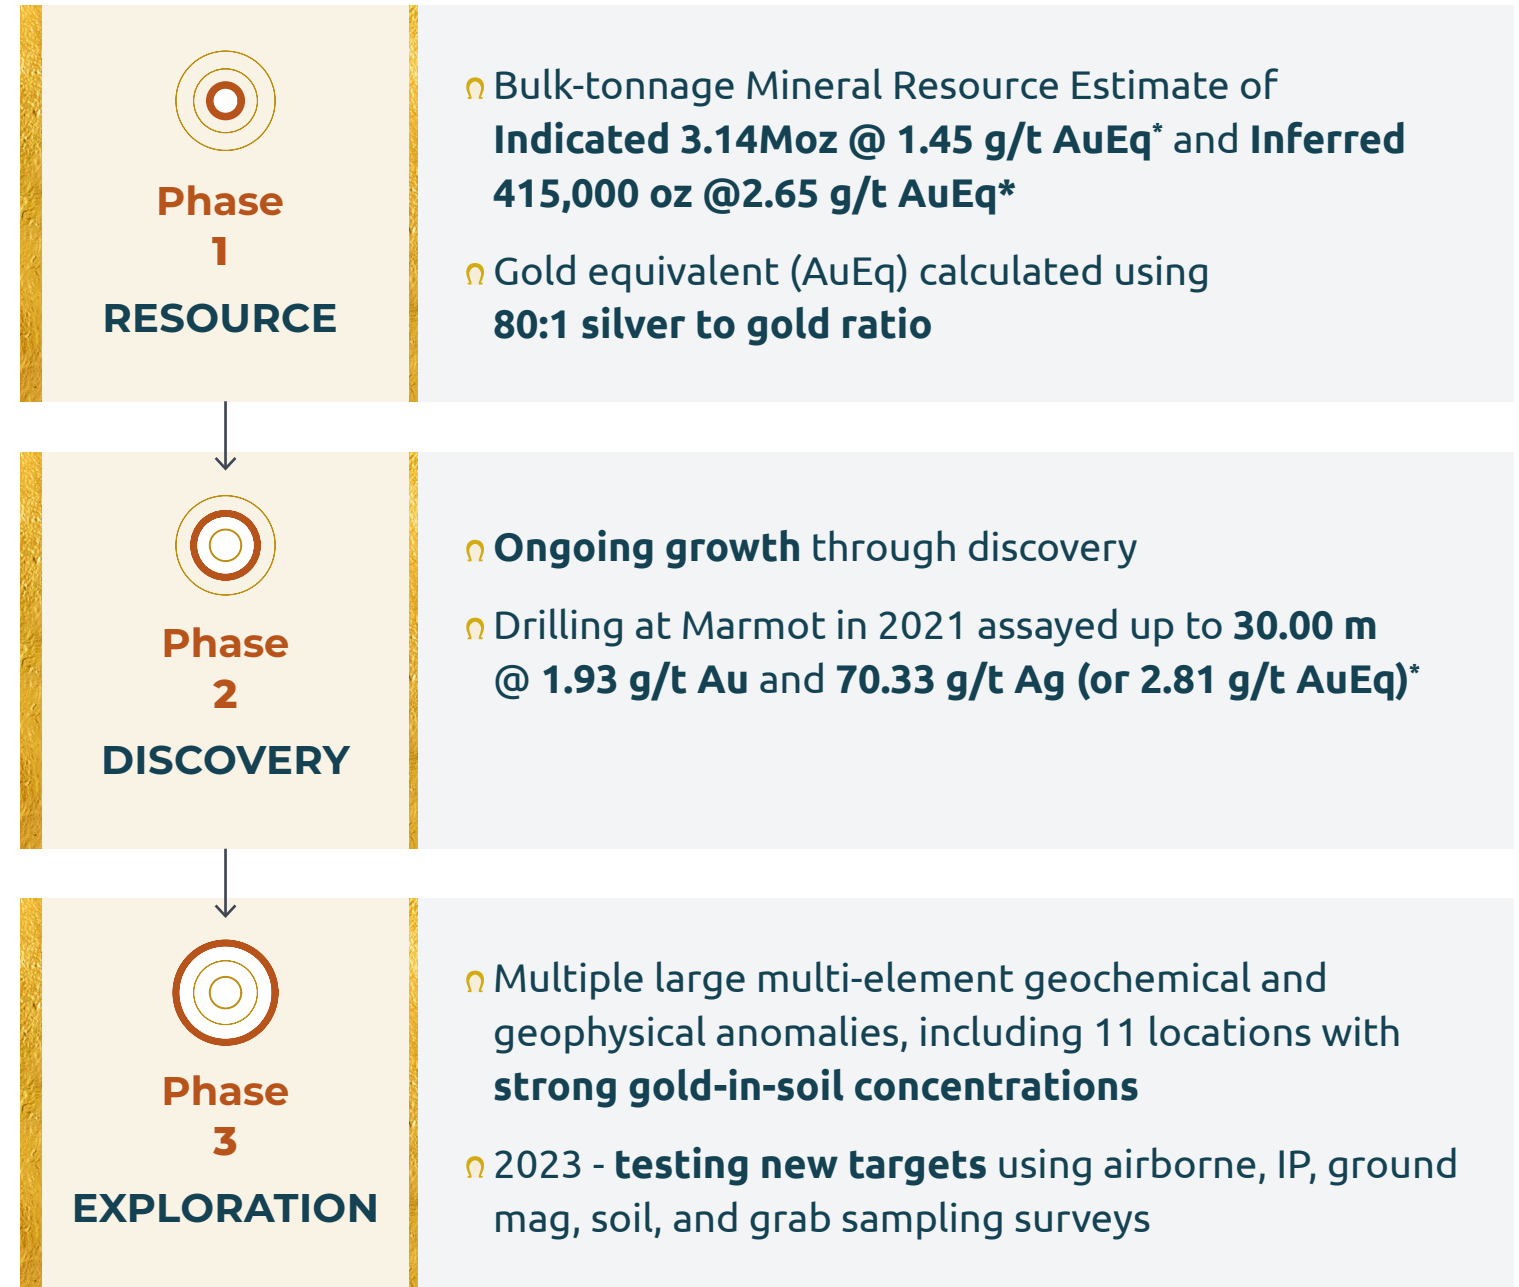 Phase
1
RESOURCE
Bulk-tonnage Mineral Resource Estimate of
Indicated 3.14Moz @ 1.45 g/t AuEq* and Inferred
415,000 oz @2.65 g/t AuEq*
Gold equivalent (AuEq) calculated using
80:1 silver to gold ratio
Phase
2
DISCOVERY
Ongoing growth through discovery
Drilling at Marmot in 2021 assayed up to 30.00 m
@ 1.93 g/t Au and 70.33 g/t Ag (or 2.81 g/t AuEq)*
Phase
3
EXPLORATION
Multiple large multi-element geochemical and
geophysical anomalies, including 11 locations with
strong gold-in-soil concentrations
2023 - testing new targets using airborne, IP, ground
mag, soil, and grab sampling surveys